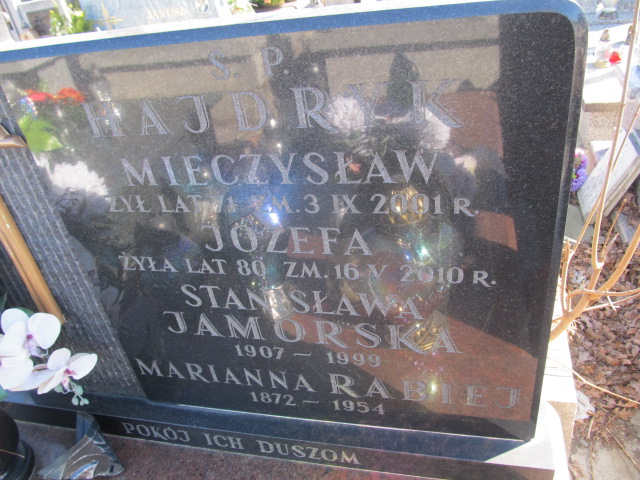 Ś. P.
HAJDRYK
MIECZYSŁAW
ŻYŁ LAT 71 ZM. 3 IX 2001 R.
JÓZEFA
ŻYŁA LAT 80 ZM. 16 V 2010 R.
STANISŁAWA
JAMORSKA
1907 - 1999
MARIANNA RABIEJ
1872 - 1954
POKÓJ ICH DUSZOM